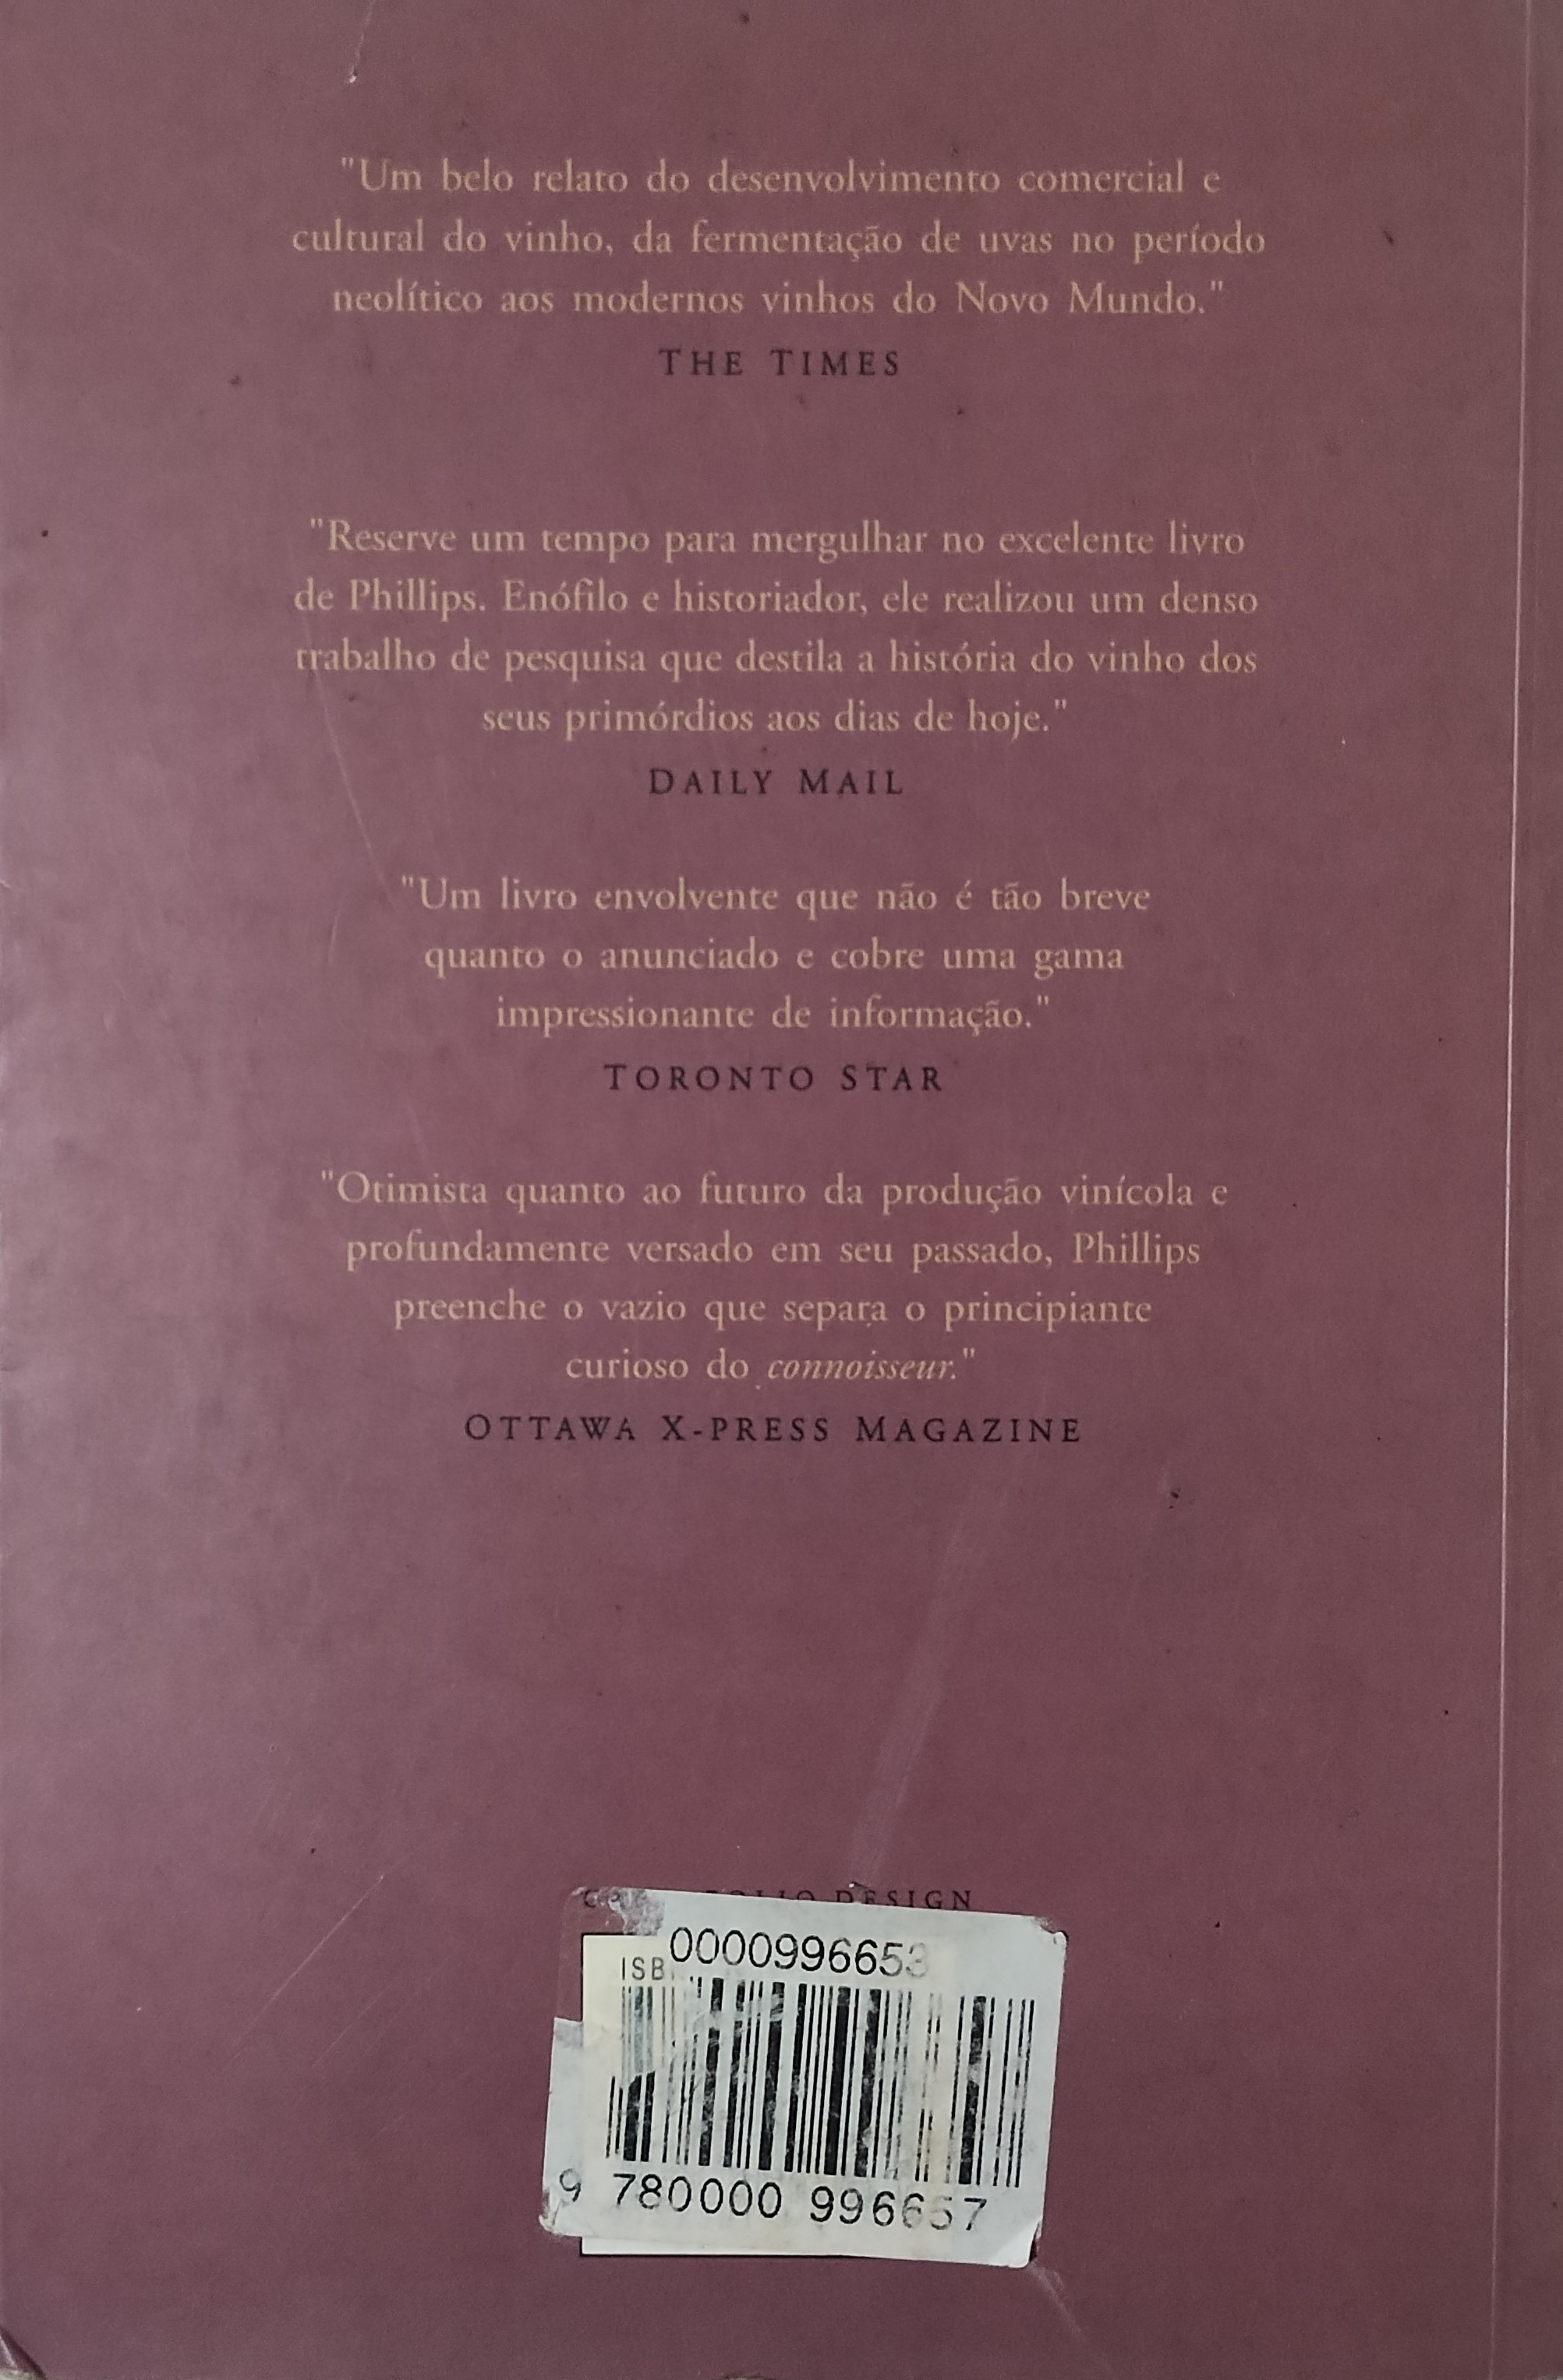 "Um belo relato do desenvolvimento comercial e
cultural do vinho, da fermentação de uvas no período
neolítico aos modernos vinhos do Novo Mundo."
THE TIMES
"Reserve um tempo para mergulhar no excelente livro
de Phillips. Enófilo e historiador, ele realizou um denso
trabalho de pesquisa que destila a história do vinho dos
seus primórdios aos dias de hoje."
DAILY MAIL
"Um livro envolvente que não é tão breve
quanto o anunciado e cobre uma gama
impressionante de informação."
TORONTO STAR
"Otimista quanto ao futuro da produção vinícola e
profundamente versado em seu passado, Phillips
preenche o vazio que separa o principiante
curioso do connoisseur."
OTTAWA X-PRESS MAGAZINE
DESIGN
0000996653
9 780000 996657